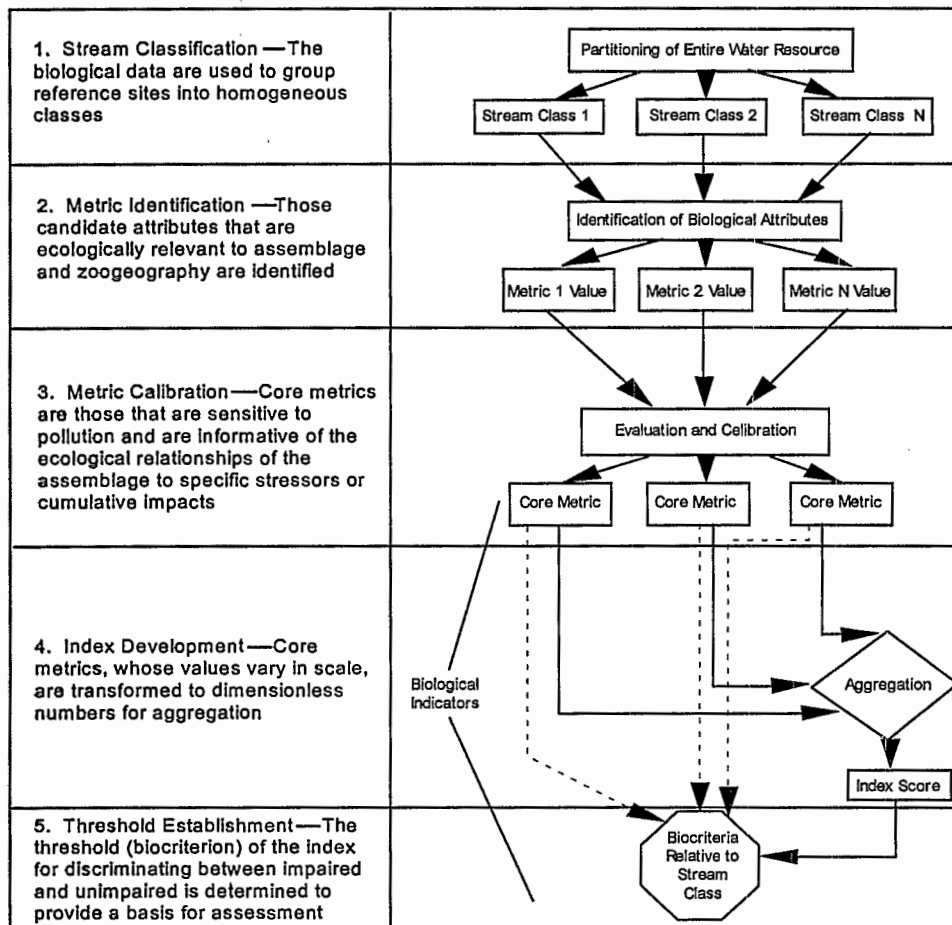 1. Stream Classification —The
biological data are used to group
reference sites into homogeneous
classes
Partitioning of Entire Water Resource
Stream Class 1
Stream Class 2
Stream Class N
2. Metric Identification —Those
candidate attributes that are
ecologically relevant to assemblage
and zoogeography are identified
Identification of Biological Attributes
Metric 1 Value
Metric 2 Value
Metric N Value
3. Metric Calibration—Core metrics
are those that are sensitive to
pollution and are informative of the
ecological relationships of the
assemblage to specific stressors or
cumulative impacts
Evaluation and Celibration
Core Metric
Core Metric
Core Metric
4. Index Development—Core
metrics, whose values vary in scale,
are transformed to dimensionless
numbers for aggregation
Biological
Indicators
Aggregation
Index Score
5. Threshold Establishment—The
threshold (biocriterion) of the index
for discriminating between impaired
and unimpaired is determined to
provide a basis for assessment
Biocriteria
Relative to
Stream
Class